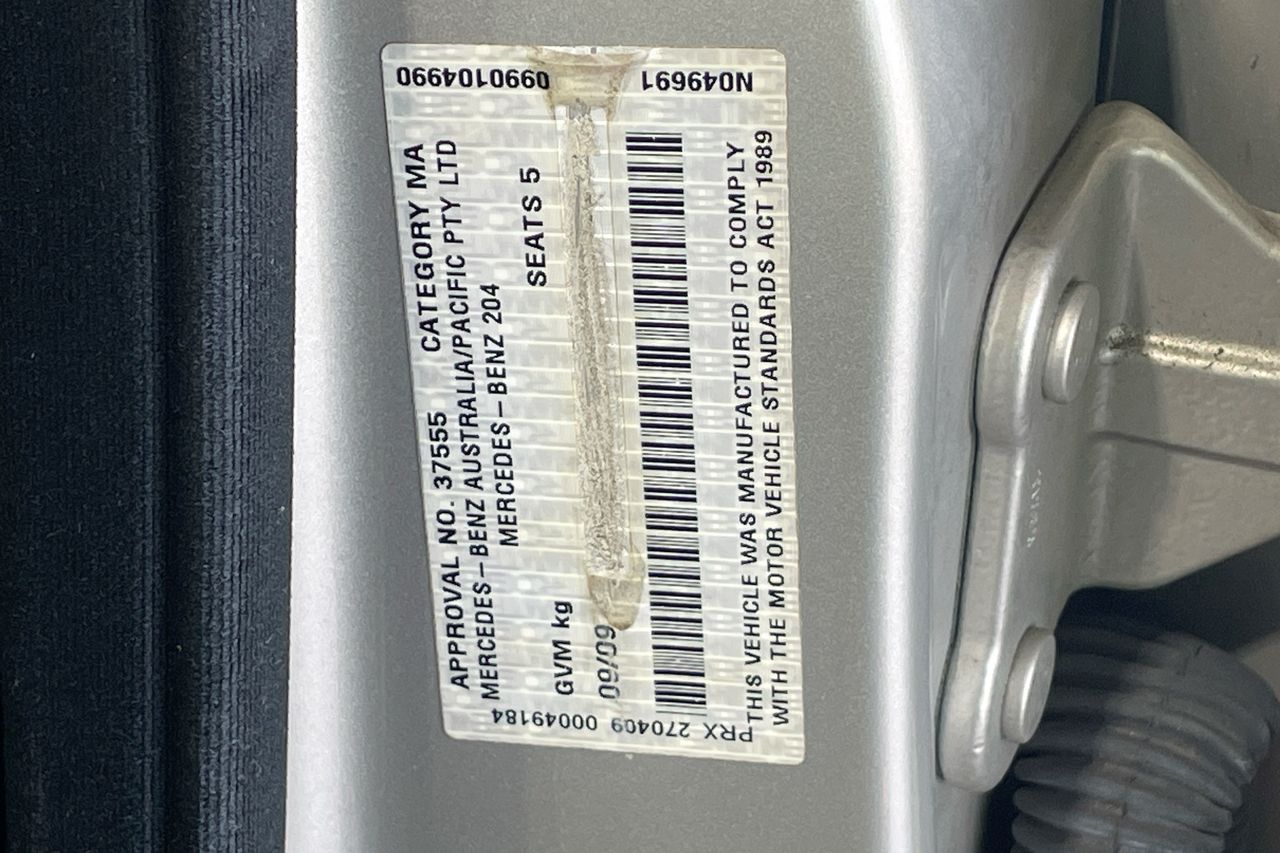 APPROVAL NO. 37555 CATEGORY MA
MERCEDES-BENZ AUSTRALIA/PACIFIC PTY LTD
MERCEDES-BENZ 204
SEATS 5
GVM kg
09/09
THIS VEHICLE WAS MANUFACTURED TO COMPLY
WITH THE MOTOR VEHICLE STANDARDS ACT 1989
0990104990
N049691
PRX 270409 00049184